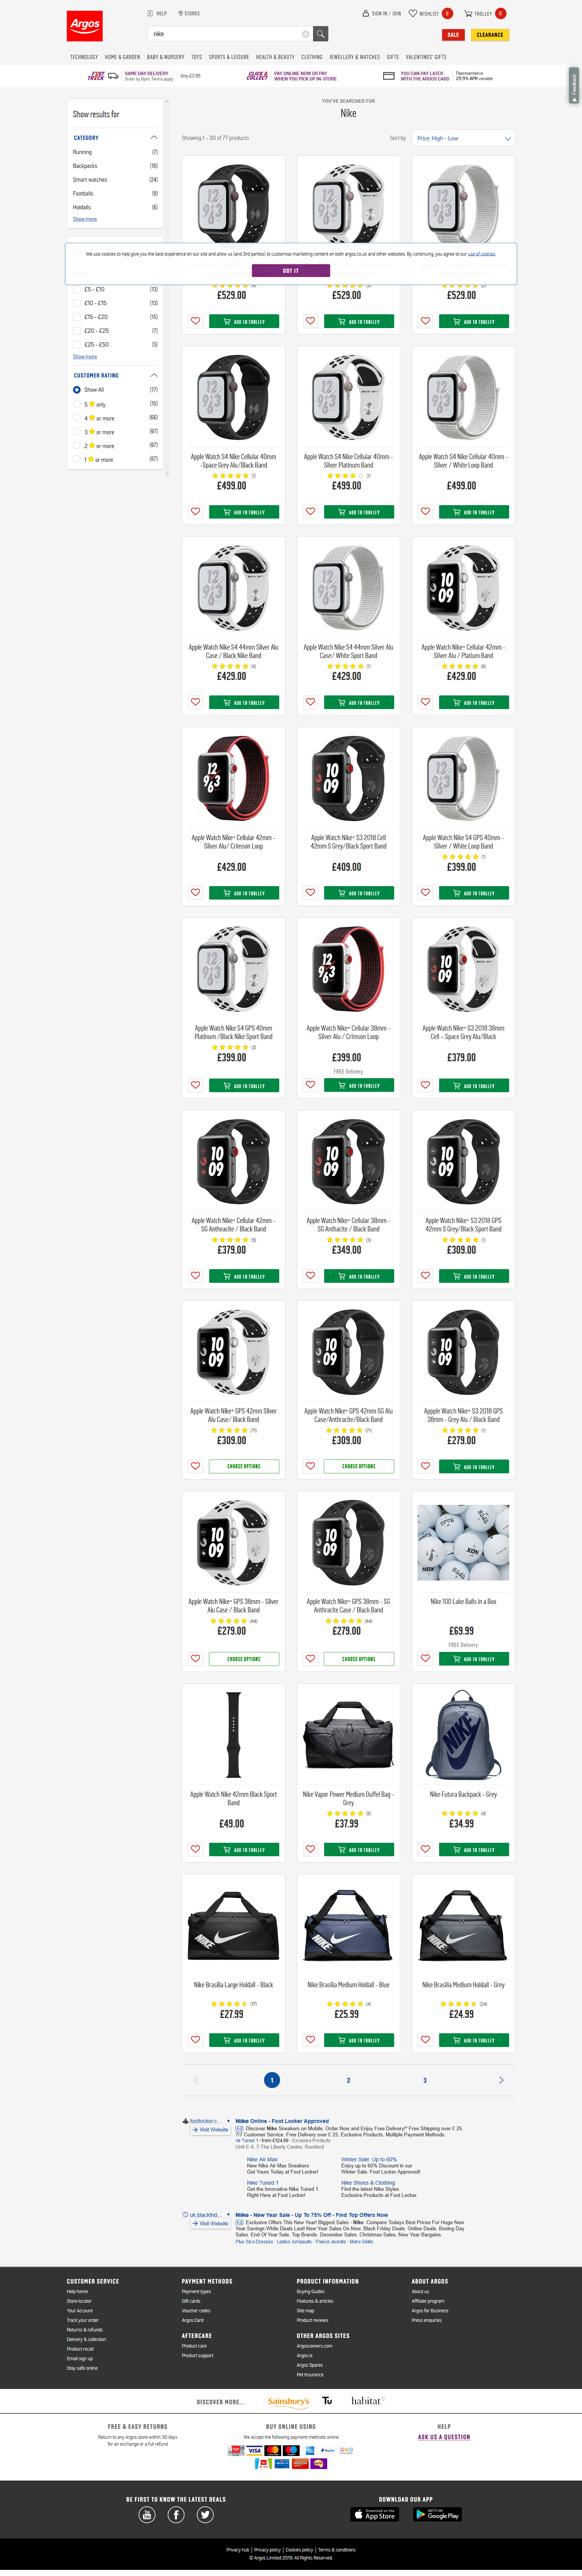 Argos
HELP
STORES
SIGN IN / JOIN
WISHLIST 0
TROLLEY 0
nike
SALE
CLEARANCE
TECHNOLOGY HOME & GARDEN BABY & NURSERY TOYS SPORTS & LEISURE HEALTH & BEAUTY CLOTHING JEWELLERY & WATCHES GIFTS VALENTINES' GIFTS
FAST TRACK
SAME DAY DELIVERY
Order by 6pm. Terms apply.
Only £3.95
CLICK & COLLECT
PAY ONLINE NOW OR PAY
WHEN YOU PICK UP IN-STORE
YOU CAN PAY LATER
WITH THE ARGOS CARD
Representative
29.9% APR variable
Feedback
Show results for
CATEGORY
Running (7)
Backpacks (10)
Smart watches (24)
Footballs (9)
Holdalls (6)
Show more
YOU'VE SEARCHED FOR
Nike
Showing 1 - 30 of 77 products
Sort by
Price: High - Low
We use cookies to help give you the best experience on our site and allow us (and 3rd parties) to customise marketing content on both argos.co.uk and other websites. By continuing, you agree to our use of cookies.
GOT IT
£5 - £10 (13)
£10 - £15 (13)
£15 - £20 (15)
£20 - £25 (7)
£25 - £50 (5)
Show more
CUSTOMER RATING
Show All (77)
5 only (15)
4 or more (66)
3 or more (67)
2 or more (67)
1 or more (67)
£529.00
ADD TO TROLLEY
£529.00
ADD TO TROLLEY
£529.00
ADD TO TROLLEY
Apple Watch S4 Nike Cellular 40mm
-Space Grey Alu/Black Band
(1)
£499.00
ADD TO TROLLEY
Apple Watch S4 Nike Cellular 40mm -
Silver Platinum Band
(1)
£499.00
ADD TO TROLLEY
Apple Watch S4 Nike Cellular 40mm -
Silver / White Loop Band
£499.00
ADD TO TROLLEY
Apple Watch Nike S4 44mm Silver Alu
Case / Black Nike Band
(4)
£429.00
ADD TO TROLLEY
Apple Watch Nike S4 44mm Silver Alu
Case/ White Sport Band
(1)
£429.00
ADD TO TROLLEY
Apple Watch Nike+ Cellular 42mm -
Silver Alu / Platium Band
(8)
£429.00
ADD TO TROLLEY
Apple Watch Nike+ Cellular 42mm -
Silver Alu/ Crimson Loop
£429.00
ADD TO TROLLEY
Apple Watch Nike+ S3 2018 Cell
42mm S Grey/Black Sport Band
£409.00
ADD TO TROLLEY
Apple Watch Nike S4 GPS 40mm -
Silver / White Loop Band
(1)
£399.00
ADD TO TROLLEY
Apple Watch Nike S4 GPS 40mm
Platinum /Black Nike Sport Band
(3)
£399.00
ADD TO TROLLEY
Apple Watch Nike+ Cellular 38mm -
Silver Alu / Crimson Loop
£399.00
FREE Delivery
ADD TO TROLLEY
Apple Watch Nike+ S3 2018 38mm
Cell - Space Grey Alu/Black
£379.00
ADD TO TROLLEY
Apple Watch Nike+ Cellular 42mm -
SG Antheacite / Black Band
(9)
£379.00
ADD TO TROLLEY
Apple Watch Nike+ Cellular 38mm -
SG Anthacite / Black Band
(3)
£349.00
ADD TO TROLLEY
Apple Watch Nike+ S3 2018 GPS
42mm S Grey/Black Sport Band
(1)
£309.00
ADD TO TROLLEY
Apple Watch Nike+ GPS 42mm Silver
Alu Case/ Black Band
(71)
£309.00
CHOOSE OPTIONS
Apple Watch Nike+ GPS 42mm SG Alu
Case/Anthracite/Black Band
(71)
£309.00
CHOOSE OPTIONS
Appple Watch Nike+ S3 2018 GPS
38mm - Grey Alu / Black Band
(1)
£279.00
ADD TO TROLLEY
Apple Watch Nike+ GPS 38mm - Silver
Alu Case / Black Band
(44)
£279.00
CHOOSE OPTIONS
Apple Watch Nike+ GPS 38mm - SG
Anthracite Case / Black Band
(44)
£279.00
CHOOSE OPTIONS
Nike 100 Lake Balls in a Box
£69.99
FREE Delivery
ADD TO TROLLEY
Apple Watch Nike 42mm Black Sport
Band
£49.00
ADD TO TROLLEY
Nike Vapor Power Medium Duffel Bag -
Grey
(5)
£37.99
ADD TO TROLLEY
Nike Futura Backpack - Grey
(4)
£34.99
ADD TO TROLLEY
Nike Brasilia Large Holdall - Black
(17)
£27.99
ADD TO TROLLEY
Nike Brasilia Medium Holdall - Blue
(4)
£25.99
ADD TO TROLLEY
Nike Brasilia Medium Holdall - Grey
(24)
£24.99
ADD TO TROLLEY
1 2 3
footlocker.c...
Visit Website
Nike Online - Foot Locker Approved
Ad Discover Nike Sneakers on Mobile. Order Now and Enjoy Free Delivery!* Free Shipping over £ 25.
7/7 Customer Service. Free Delivery over £ 25. Exclusive Products. Multiple Payment Methods.
Air Tuned 1 - from £124.99 - Exclusive Products
Unit E-4, 7-The Liberty Centre, Romford
Nike Air Max
New Nike Air Max Sneakers
Get Yours Today at Foot Locker!
Winter Sale: Up to 60%
Enjoy up to 60% Discount in our
Winter Sale. Foot Locker Approved!
Nike Tuned 1
Get the Innovative Nike Tuned 1
Right Here at Foot Locker!
Nike Shoes & Clothing
Find the latest Nike Styles
Exclusive Products at Foot Locker.
uk.blackfrid...
Visit Website
Nike - New Year Sale - Up To 75% Off - Find Top Offers Now
Ad Exclusive Offers This New Year! Biggest Sales - Nike. Compare Todays Best Prices For Huge New
Year Savings While Deals Last! New Year Sales On Now. Black Friday Deals. Online Deals. Boxing Day
Sales. End Of Year Sale. Top Brands. December Sales. Christmas Sales. New Year Bargains.
Plus Size Dresses · Ladies Jumpsuits · Fleece Jackets · Mens Gilets
CUSTOMER SERVICE
Help home
Store locator
Your Account
Track your order
Returns & refunds
Delivery & collection
Product recall
Email sign up
Stay safe online
PAYMENT METHODS
Payment types
Gift cards
Voucher codes
Argos Card
AFTERCARE
Product care
Product support
PRODUCT INFORMATION
Buying Guides
Features & articles
Site map
Product reviews
OTHER ARGOS SITES
Argoscareers.com
Argos.ie
Argos Spares
Pet Insurance
ABOUT ARGOS
About us
Affiliate program
Argos for Business
Press enquiries
DISCOVER MORE...
Sainsbury's
Tu
habitat
FREE & EASY RETURNS
Return to any Argos store within 30 days
for an exchange or a full refund
BUY ONLINE USING
We accept the following payment methods online
VISA
PayPal
HELP
ASK US A QUESTION
BE FIRST TO KNOW THE LATEST DEALS
DOWNLOAD OUR APP
Download on the
App Store
GET IT ON
Google Play
Privacy hub | Privacy policy | Cookies policy | Terms & conditions
© Argos Limited 2019. All Rights Reserved.